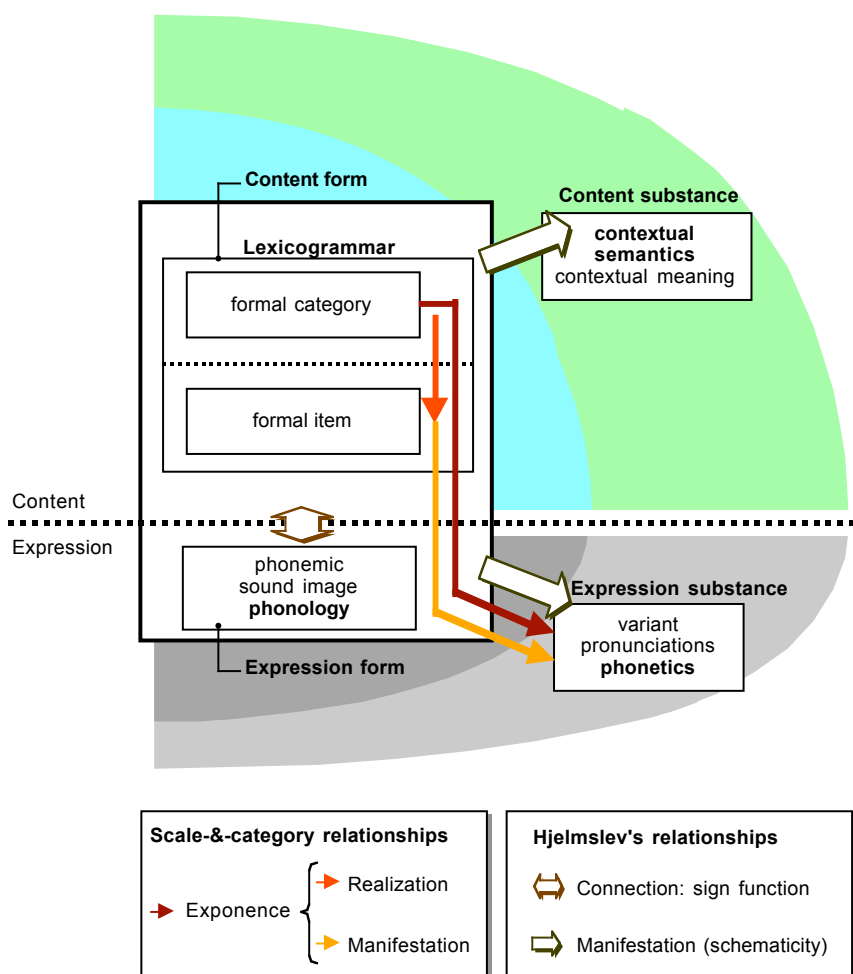 Content form
Content substance
contextual
semantics
contextual meaning
Lexicogrammar
formal category
formal item
Content
Expression
phonemic
sound image
phonology
Expression substance
variant
pronunciations
phonetics
Expression form
Scale-&-category relationships
Exponence
Realization
Manifestation
Hjelmslev's relationships
Connection: sign function
Manifestation (schematicity)